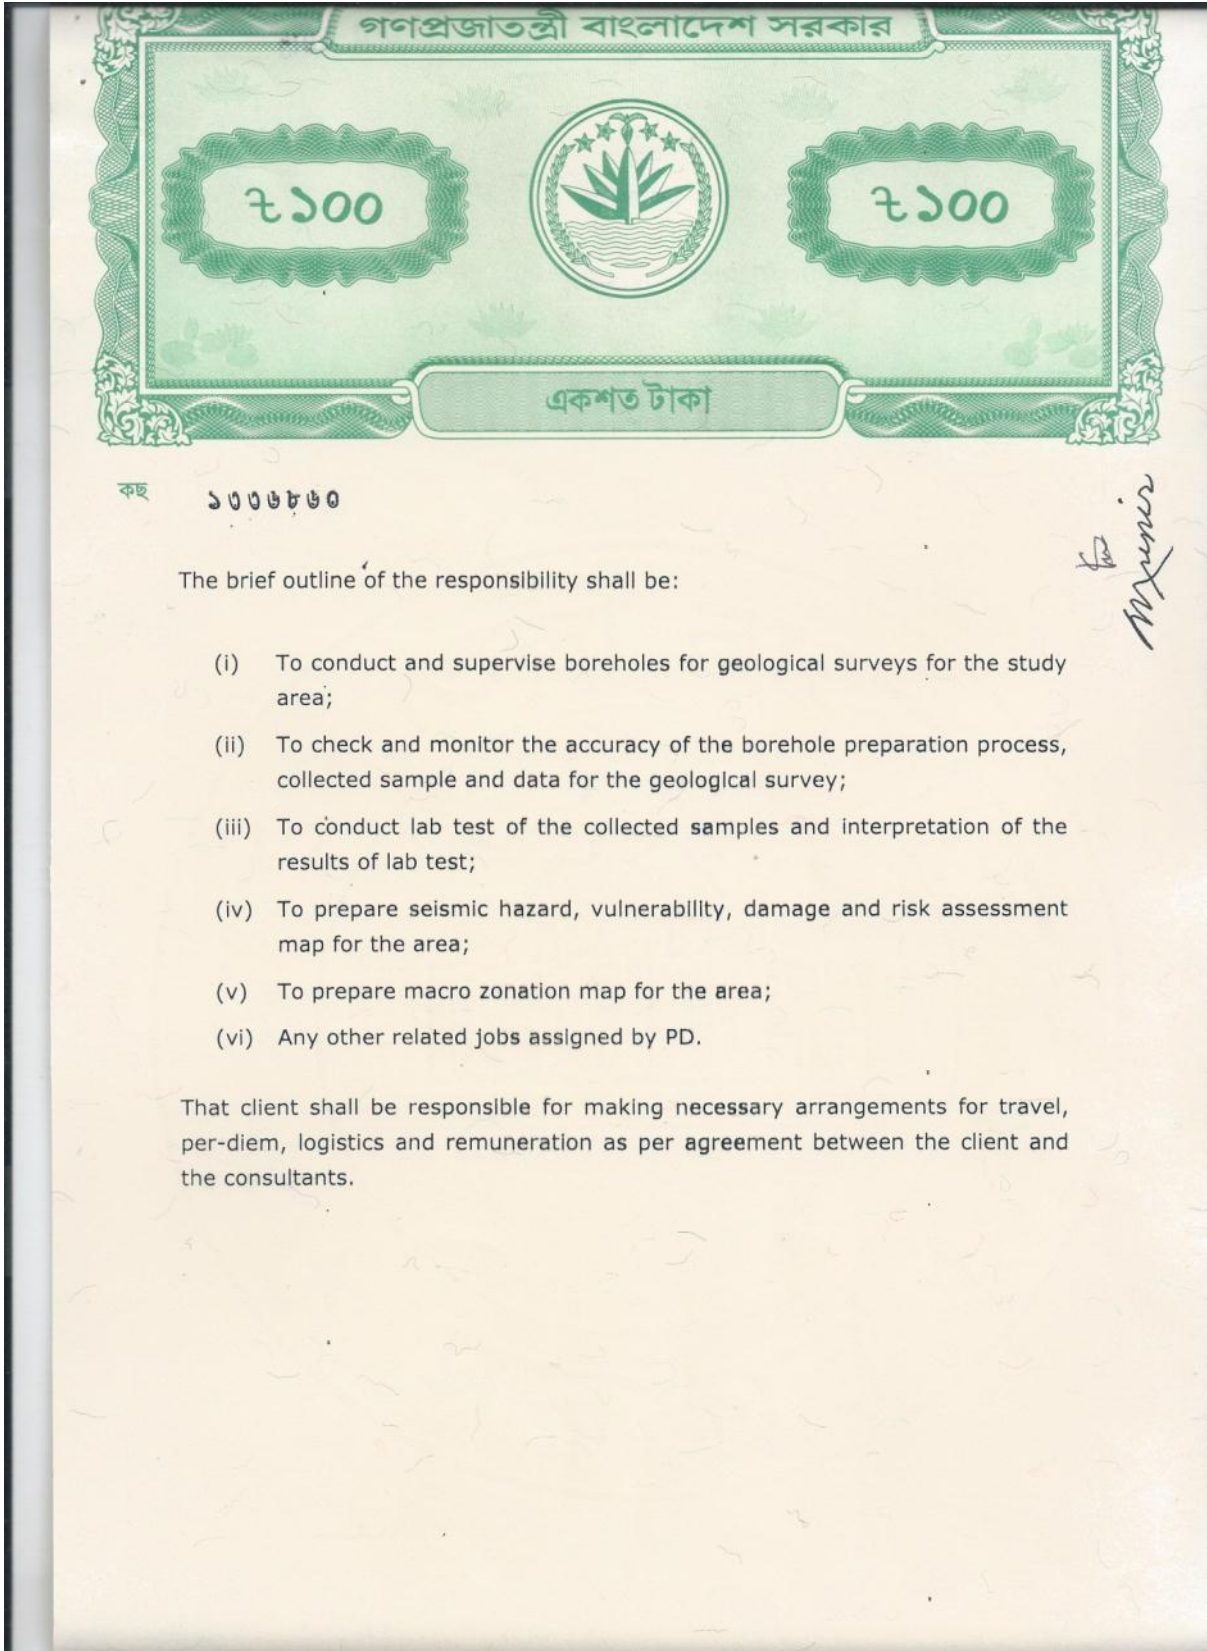 গণপ্রজাতন্ত্রী বাংলাদেশ সরকার
৳ ১০০
৳ ১০০
একশত টাকা
কছ ১৩৩৬৮৬০
The brief outline of the responsibility shall be:
(i) To conduct and supervise boreholes for geological surveys for the study
area;
(ii) To check and monitor the accuracy of the borehole preparation process,
collected sample and data for the geological survey;
(iii) To conduct lab test of the collected samples and interpretation of the
results of lab test;
(iv) To prepare seismic hazard, vulnerability, damage and risk assessment
map for the area;
(v) To prepare macro zonation map for the area;
(vi) Any other related jobs assigned by PD.
That client shall be responsible for making necessary arrangements for travel,
per-diem, logistics and remuneration as per agreement between the client and
the consultants.